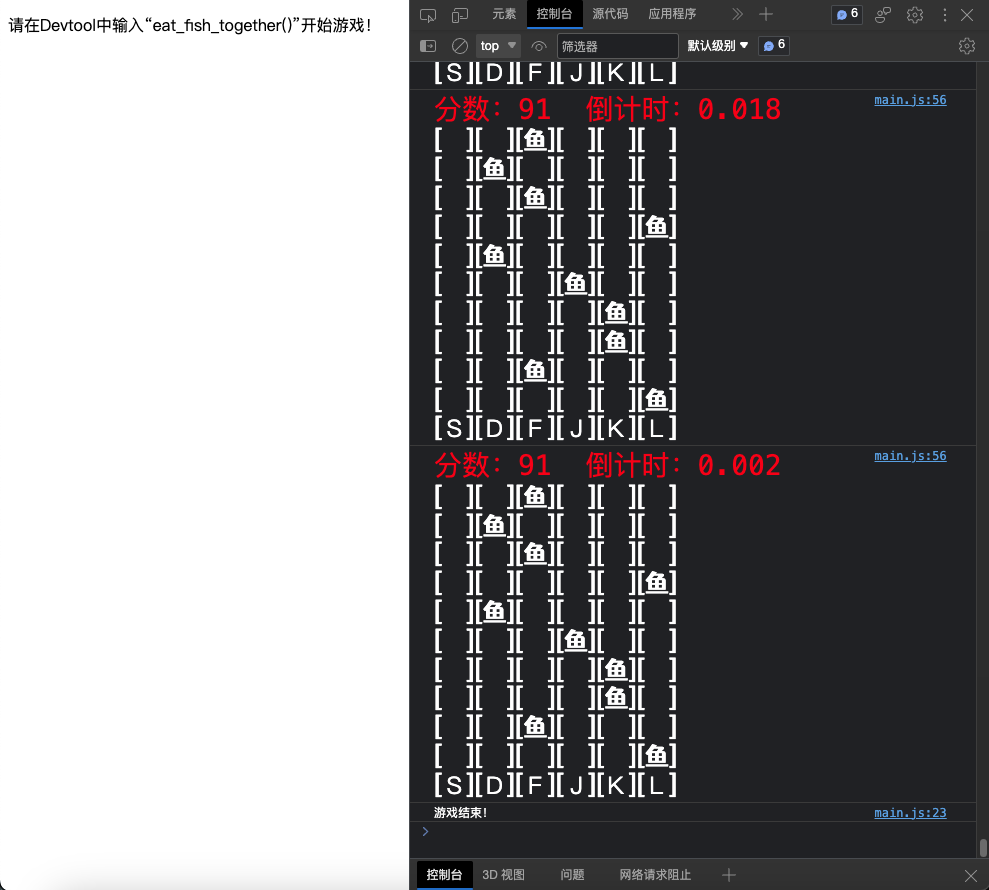 请在Devtool中输入“eat_fish_together()”开始游戏！
元素 控制台 源代码 应用程序 6
top 筛选器 默认级别 6
[S][D][F][J][K][L]
分数：91 倒计时：0.018 main.js:56
[ ][ ][鱼][ ][ ][ ]
[ ][鱼][ ][ ][ ][ ]
[ ][ ][鱼][ ][ ][ ]
[ ][ ][ ][ ][ ][鱼]
[ ][鱼][ ][ ][ ][ ]
[ ][ ][ ][鱼][ ][ ]
[ ][ ][ ][ ][鱼][ ]
[ ][ ][ ][ ][鱼][ ]
[ ][ ][鱼][ ][ ][ ]
[ ][ ][ ][ ][ ][鱼]
[S][D][F][J][K][L]
分数：91 倒计时：0.002 main.js:56
[ ][ ][鱼][ ][ ][ ]
[ ][鱼][ ][ ][ ][ ]
[ ][ ][鱼][ ][ ][ ]
[ ][ ][ ][ ][ ][鱼]
[ ][鱼][ ][ ][ ][ ]
[ ][ ][ ][鱼][ ][ ]
[ ][ ][ ][ ][鱼][ ]
[ ][ ][ ][ ][鱼][ ]
[ ][ ][鱼][ ][ ][ ]
[ ][ ][ ][ ][ ][鱼]
[S][D][F][J][K][L]
游戏结束！ main.js:23
控制台 3D 视图 问题 网络请求阻止